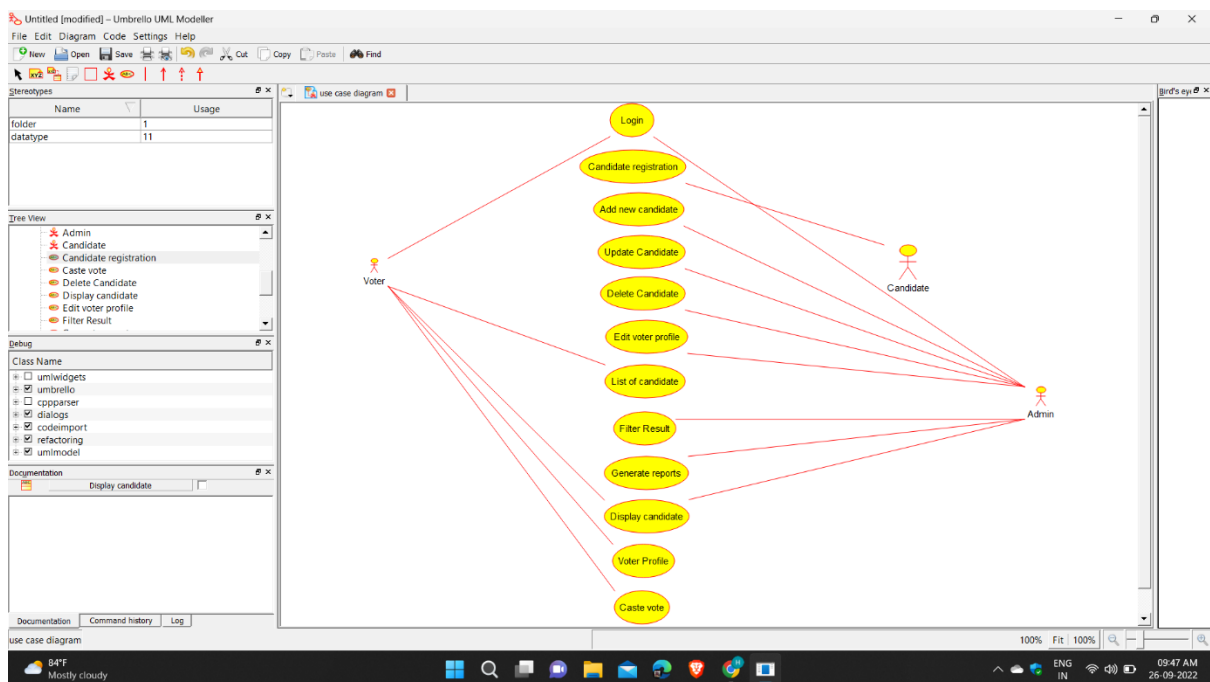 Untitled [modified] – Umbrello UML Modeller
File Edit Diagram Code Settings Help
New Open Save Cut Copy Paste Find
XYZ
Stereotypes
Name Usage
folder 1
datatype 11
Tree View
Admin
Candidate
Candidate registration
Caste vote
Delete Candidate
Display candidate
Edit voter profile
Filter Result
Debug
Class Name
umlwidgets
umbrello
cppparser
dialogs
codeimport
refactoring
umlmodel
Documentation
Display candidate
Documentation Command history Log
use case diagram
use case diagram
Bird's eye
Login
Candidate registration
Add new candidate
Update Candidate
Delete Candidate
Edit voter profile
List of candidate
Filter Result
Generate reports
Display candidate
Voter Profile
Caste vote
Voter
Candidate
Admin
100% Fit 100%
84°F
Mostly cloudy
ENG
IN
09:47 AM
26-09-2022